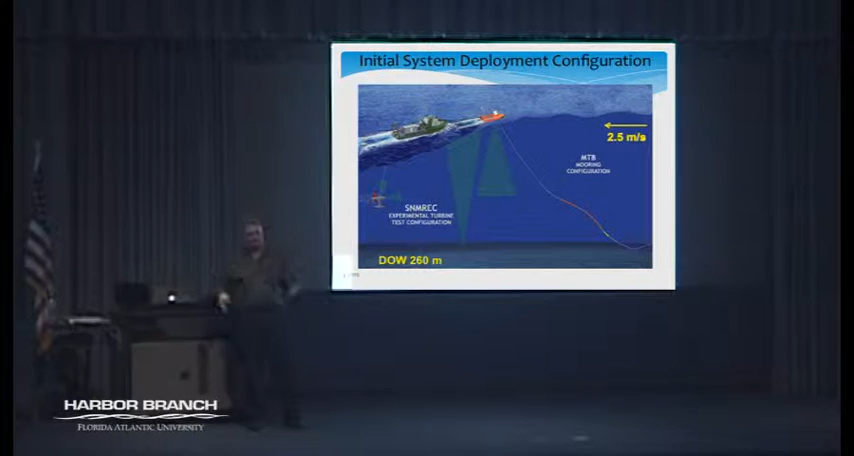 Initial System Deployment Configuration
2.5 m/s
MTB
MOORING
CONFIGURATION
SNMREC
EXPERIMENTAL TURBINE
TEST CONFIGURATION
DOW 260 m
HARBOR BRANCH
FLORIDA ATLANTIC UNIVERSITY